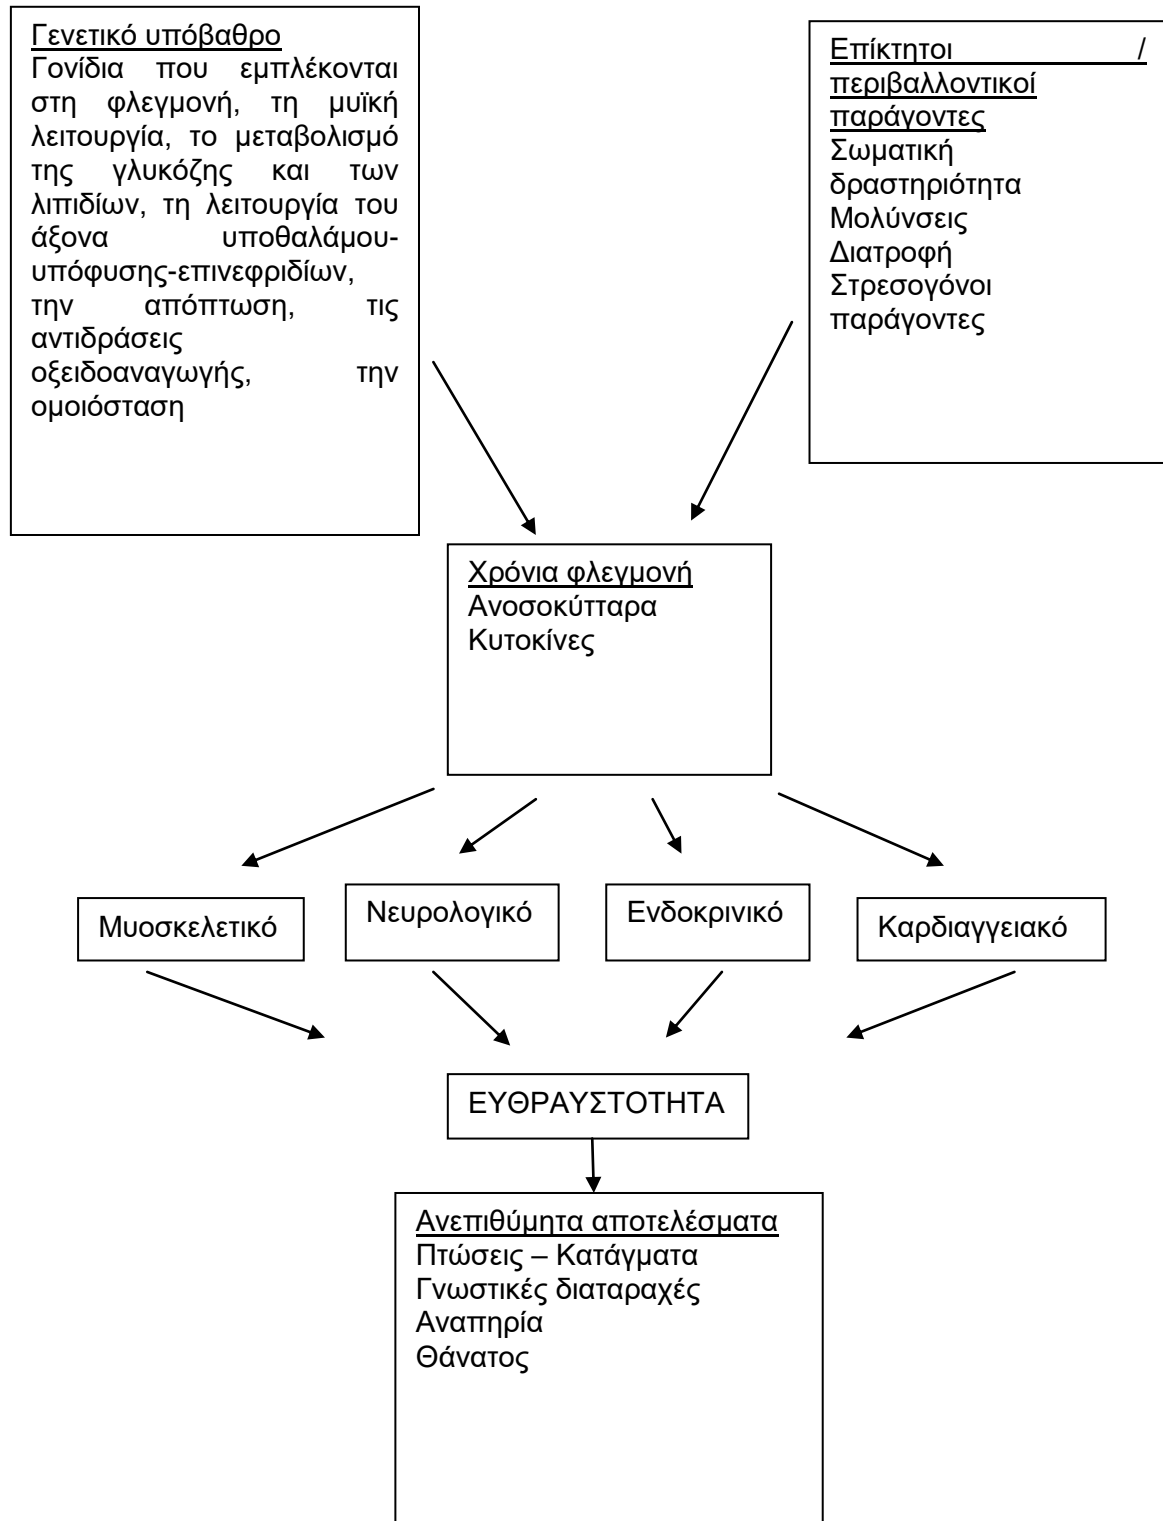 Γενετικό υπόβαθρο
Γονίδια που εμπλέκονται
στη φλεγμονή, τη μυϊκή
λειτουργία, το μεταβολισμό
της γλυκόζης και των
λιπιδίων, τη λειτουργία του
άξονα υποθαλάμου-
υπόφυσης-επινεφριδίων,
την απόπτωση, τις
αντιδράσεις
οξειδοαναγωγής, την
ομοιόσταση
Επίκτητοι /
περιβαλλοντικοί
παράγοντες
Σωματική
δραστηριότητα
Μολύνσεις
Διατροφή
Στρεσογόνοι
παράγοντες
Χρόνια φλεγμονή
Ανοσοκύτταρα
Κυτοκίνες
Μυοσκελετικό
Νευρολογικό
Ενδοκρινικό
Καρδιαγγειακό
ΕΥΘΡΑΥΣΤΟΤΗΤΑ
Ανεπιθύμητα αποτελέσματα
Πτώσεις – Κατάγματα
Γνωστικές διαταραχές
Αναπηρία
Θάνατος